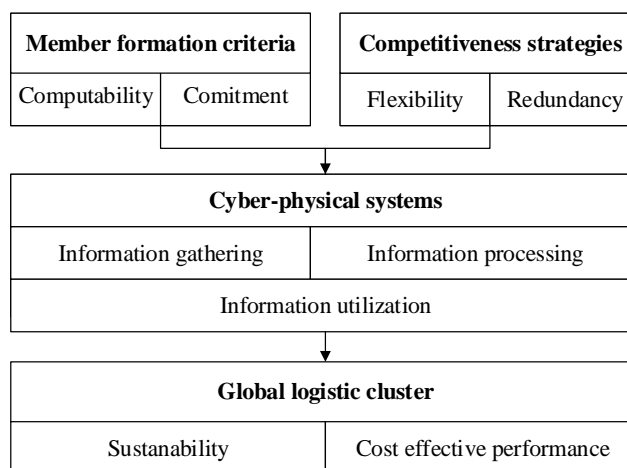 Member formation criteria
Computability
Comitment
Competitiveness strategies
Flexibility
Redundancy
Cyber-physical systems
Information gathering
Information processing
Information utilization
Global logistic cluster
Sustanability
Cost effective performance